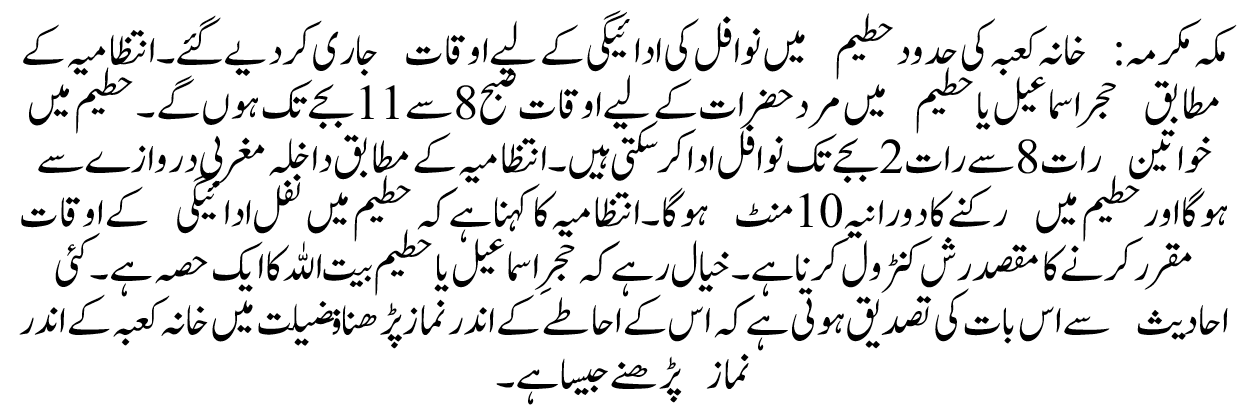 مکہ مکرمہ: خانہ کعبہ کی حدود حطیم میں نوافل کی ادائیگی کے لیے اوقات جاری کر دیے گئے۔ انتظامیہ کے
مطابق حجر اسماعیل یا حطیم میں مرد حضرات کے لیے اوقات صبح 8 سے 11 بجے تک ہوں گے۔ حطیم میں
خواتین رات 8 سے رات 2 بجے تک نوافل ادا کر سکتی ہیں۔ انتظامیہ کے مطابق داخلہ مغربی دروازے سے
ہوگا اور حطیم میں رکنے کا دورانیہ 10 منٹ ہوگا۔ انتظامیہ کا کہنا ہے کہ حطیم میں نفل ادائیگی کے اوقات
مقرر کرنے کا مقصد رش کنٹرول کرنا ہے۔ خیال رہے کہ حجرِ اسماعیل یا حطیم بیت اللہ کا ایک حصہ ہے۔ کئی
احادیث سے اس بات کی تصدیق ہوتی ہے کہ اس کے احاطے کے اندر نماز پڑھنا فضیلت میں خانہ کعبہ کے اندر
نماز پڑھنے جیسا ہے۔